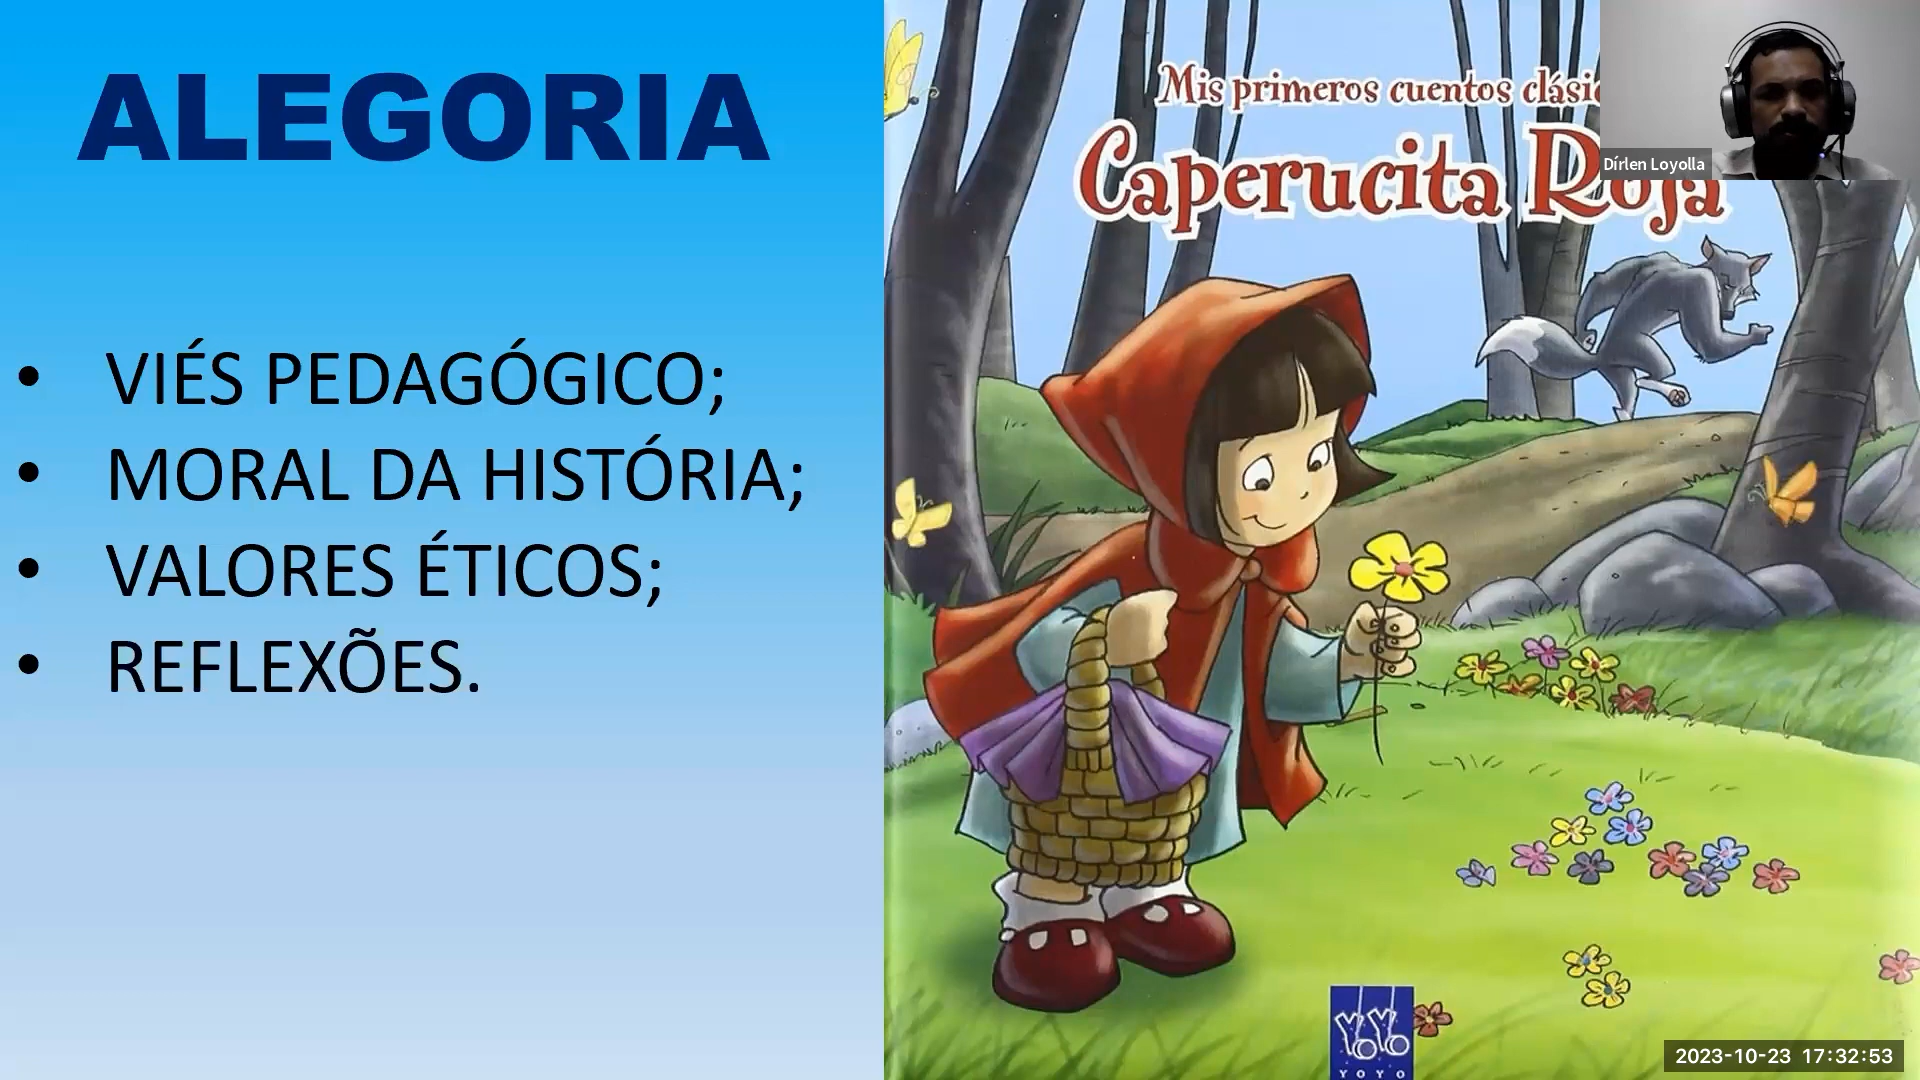 ALEGORIA
• VIÉS PEDAGÓGICO;
• MORAL DA HISTÓRIA;
• VALORES ÉTICOS;
• REFLEXÕES.
Mis primeros cuentos
Caperucita Roja
Dírlen Loyolla
YOYO
YOYO
2023-10-23 17:32:53